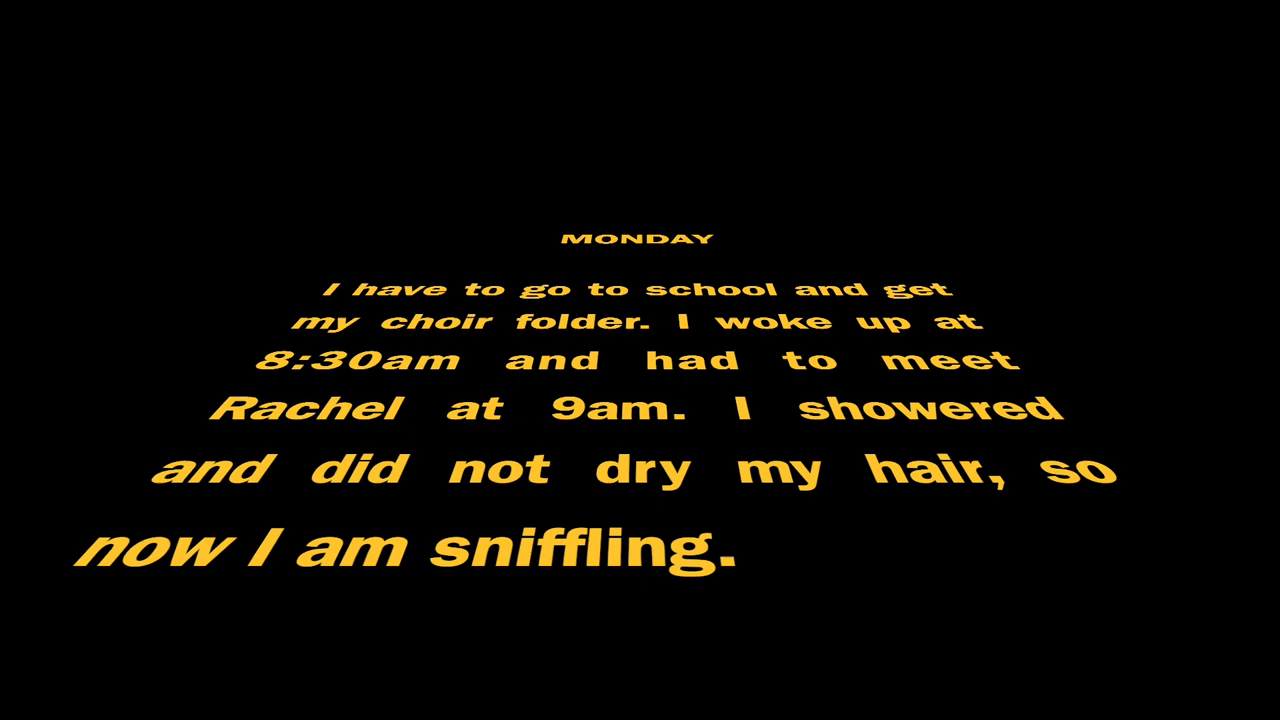 MONDAY
I have to go to school and get
my choir folder. I woke up at
8:30am and had to meet
Rachel at 9am. I showered
and did not dry my hair, so
now I am sniffling.